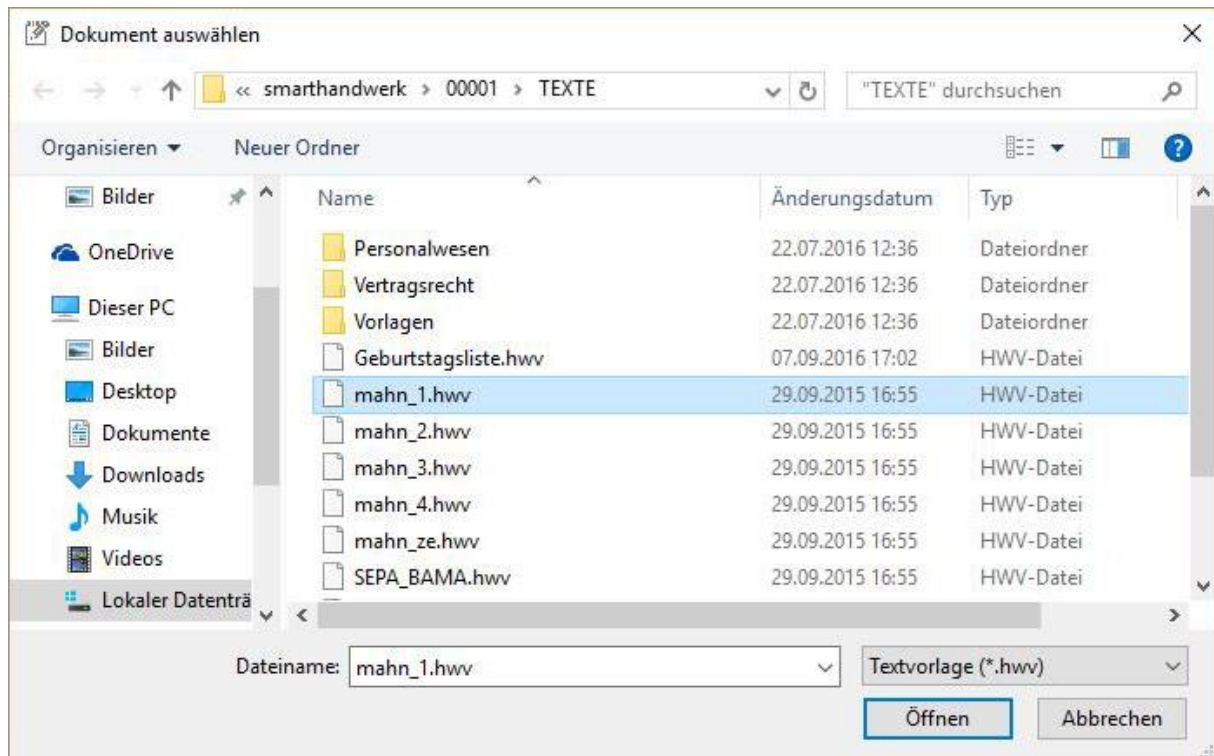 Dokument auswählen
« smarthandwerk > 00001 > TEXTE
"TEXTE" durchsuchen
Organisieren
Neuer Ordner
Bilder
OneDrive
Dieser PC
Bilder
Desktop
Dokumente
Downloads
Musik
Videos
Lokaler Datenträ
Name Änderungsdatum Typ
Personalwesen 22.07.2016 12:36 Dateiordner
Vertragsrecht 22.07.2016 12:36 Dateiordner
Vorlagen 22.07.2016 12:36 Dateiordner
Geburtstagsliste.hwv 07.09.2016 17:02 HWV-Datei
mahn_1.hwv 29.09.2015 16:55 HWV-Datei
mahn_2.hwv 29.09.2015 16:55 HWV-Datei
mahn_3.hwv 29.09.2015 16:55 HWV-Datei
mahn_4.hwv 29.09.2015 16:55 HWV-Datei
mahn_ze.hwv 29.09.2015 16:55 HWV-Datei
SEPA_BAMA.hwv 29.09.2015 16:55 HWV-Datei
Dateiname: mahn_1.hwv
Textvorlage (*.hwv)
Öffnen
Abbrechen